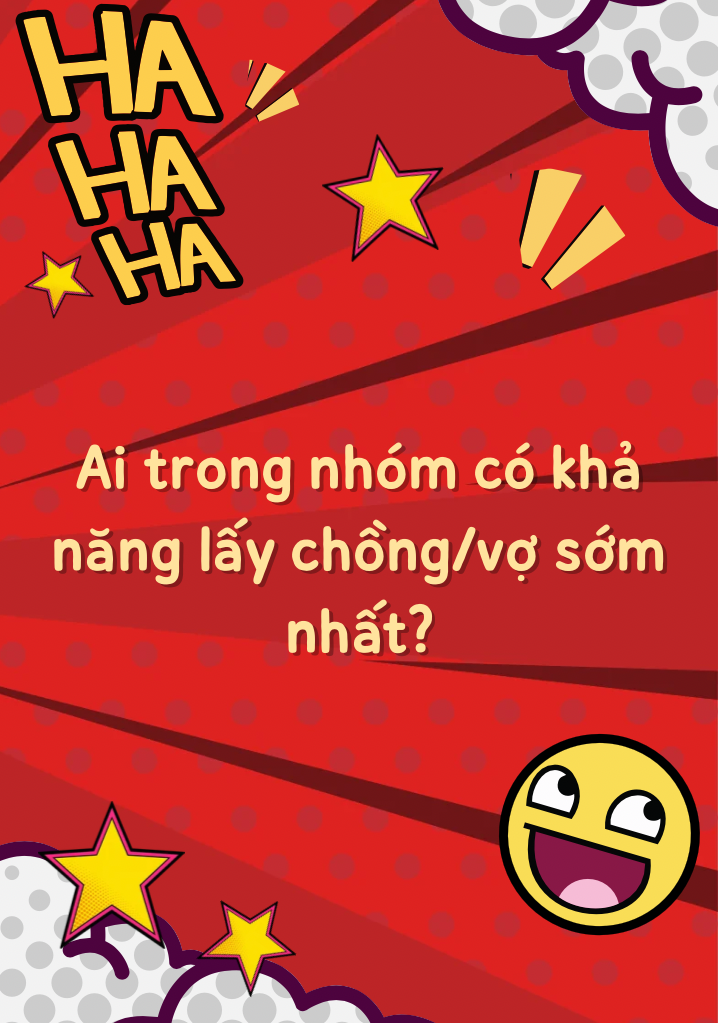 HA
HA
HA
Ai trong nhóm có khả
năng lấy chồng/vợ sớm
nhất?